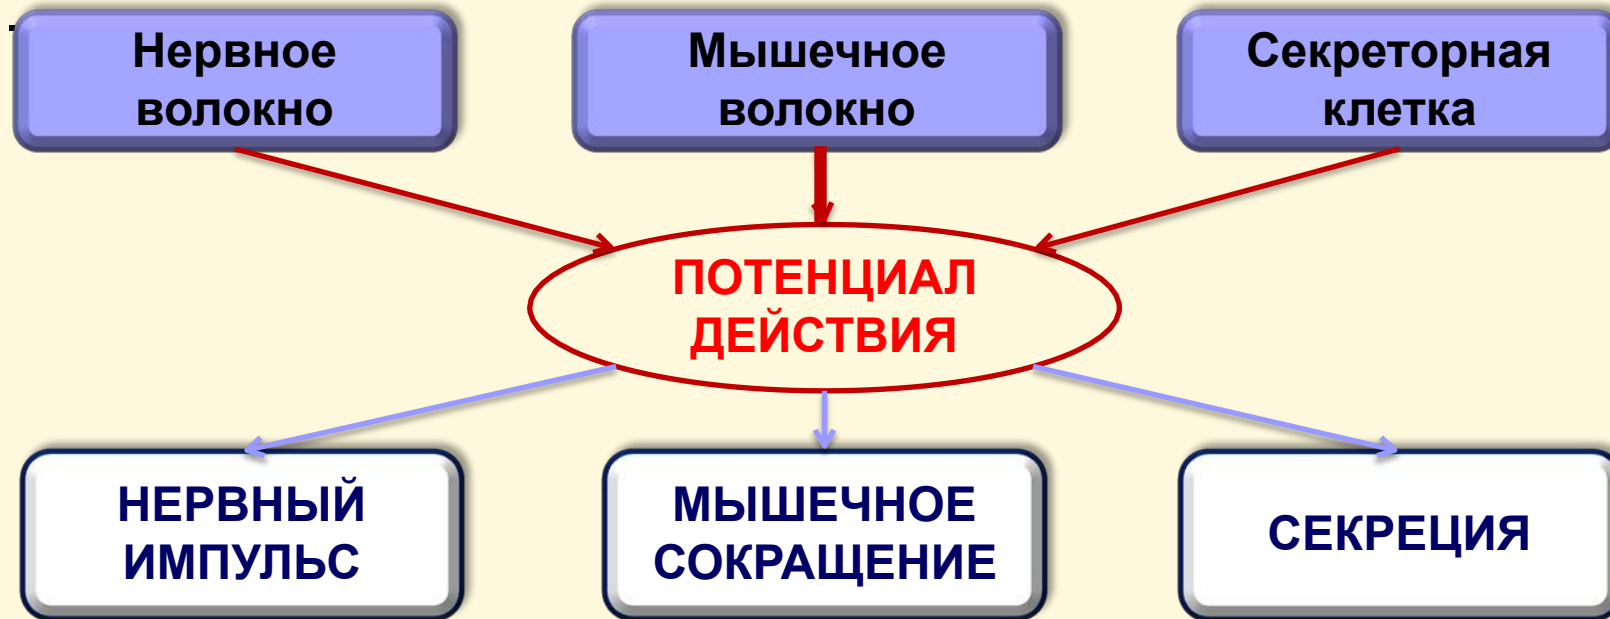 Нервное
волокно
Мышечное
волокно
Секреторная
клетка
ПОТЕНЦИАЛ
ДЕЙСТВИЯ
НЕРВНЫЙ
ИМПУЛЬС
МЫШЕЧНОЕ
СОКРАЩЕНИЕ
СЕКРЕЦИЯ